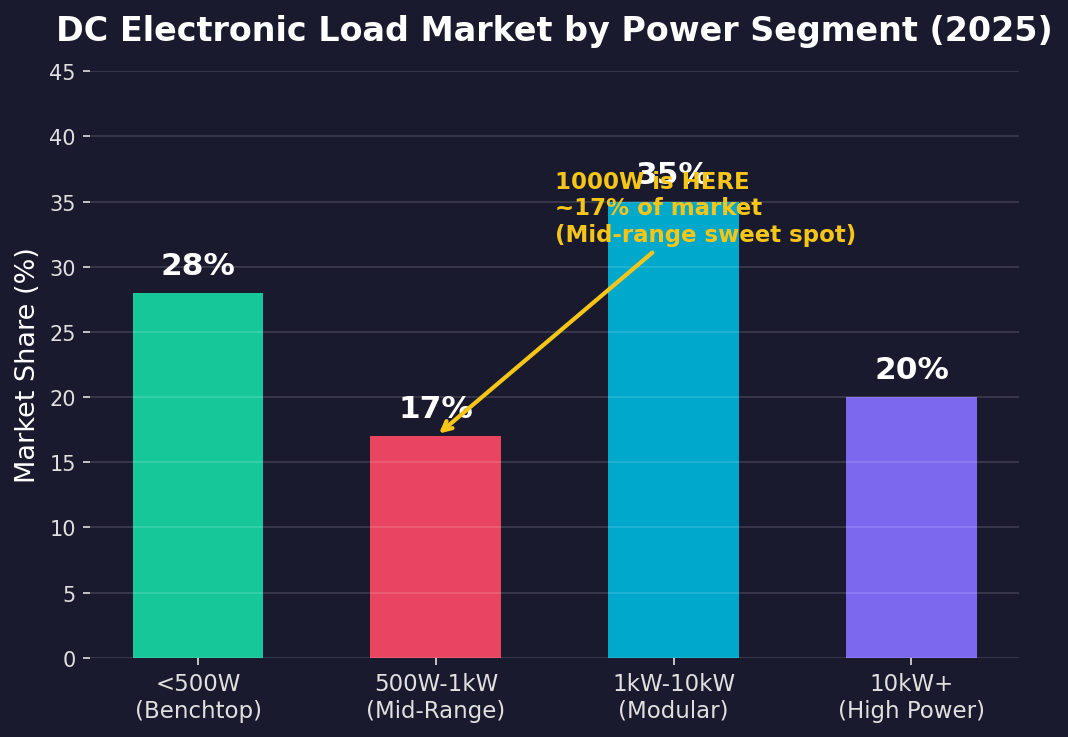 DC Electronic Load Market by Power Segment (2025)
Market Share (%)
45
40
35
30
25
20
15
10
5
0
28%
17%
35%
20%
1000W is HERE
~17% of market
(Mid-range sweet spot)
<500W
(Benchtop)
500W-1kW
(Mid-Range)
1kW-10kW
(Modular)
10kW+
(High Power)